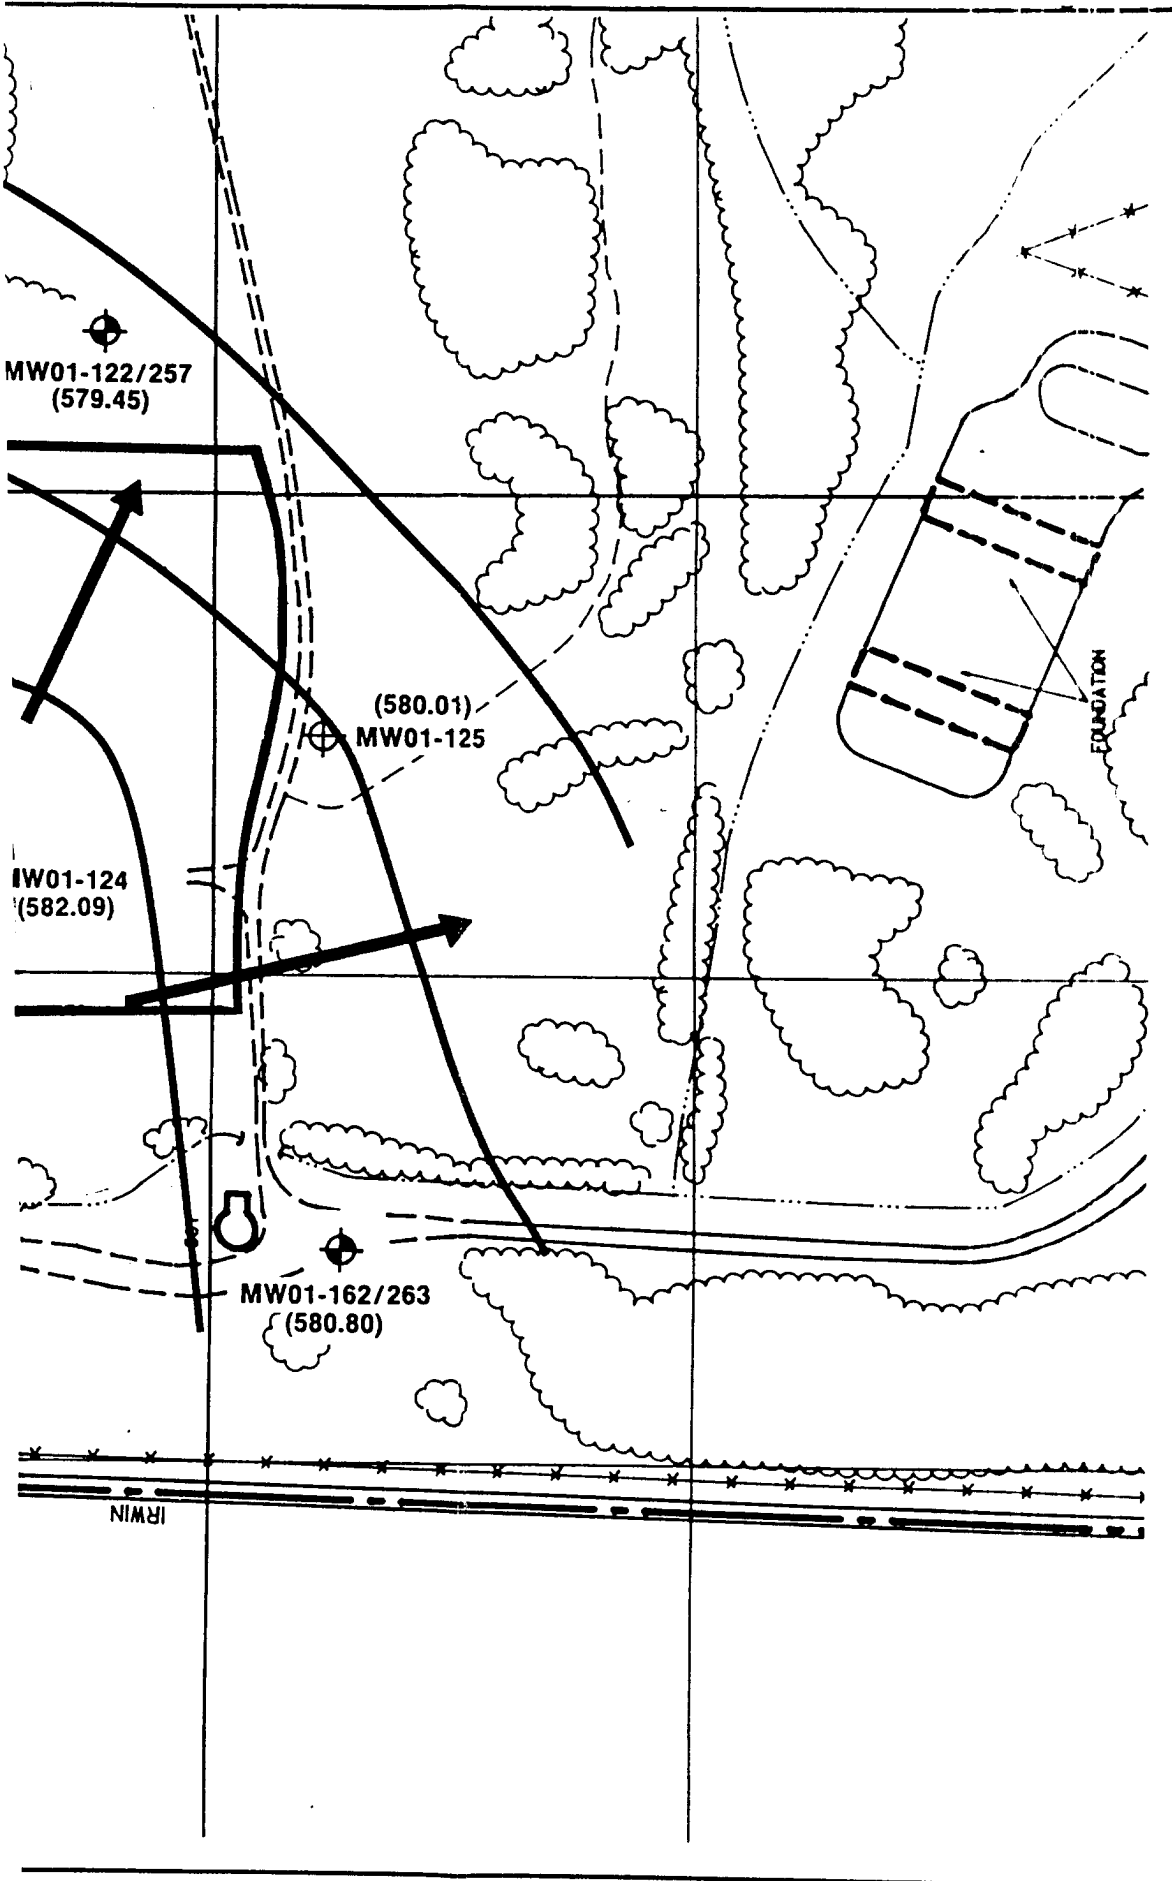 MW01-122/257
(579.45)
(580.01)
MW01-125
FOUNDATION
IW01-124
(582.09)
MW01-162/263
(580.80)
IRWIN